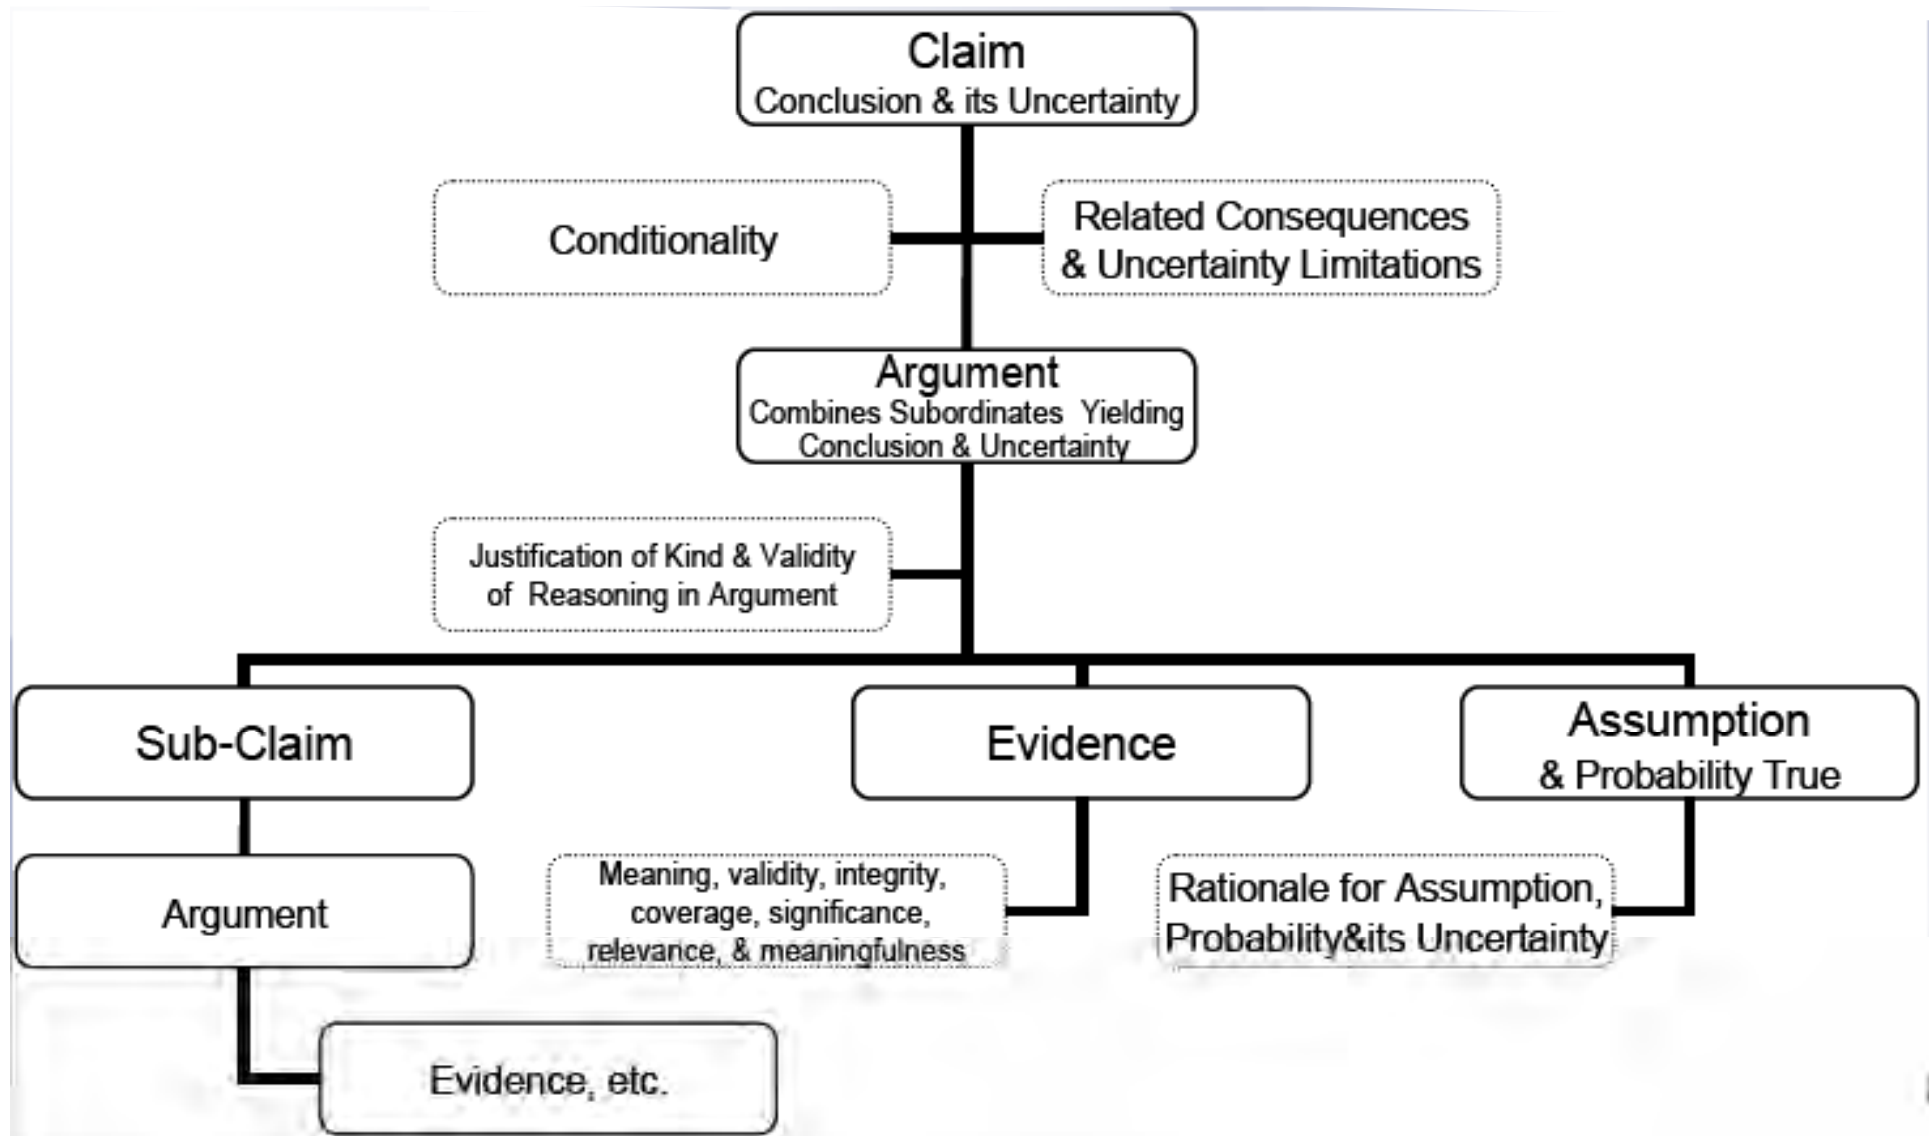 Claim
Conclusion & its Uncertainty
Conditionality
Related Consequences
& Uncertainty Limitations
Argument
Combines Subordinates Yielding
Conclusion & Uncertainty
Justification of Kind & Validity
of Reasoning in Argument
Sub-Claim
Evidence
Assumption
& Probability True
Argument
Meaning, validity, integrity,
coverage, significance,
relevance, & meaningfulness
Rationale for Assumption,
Probability&its Uncertainty
Evidence, etc.